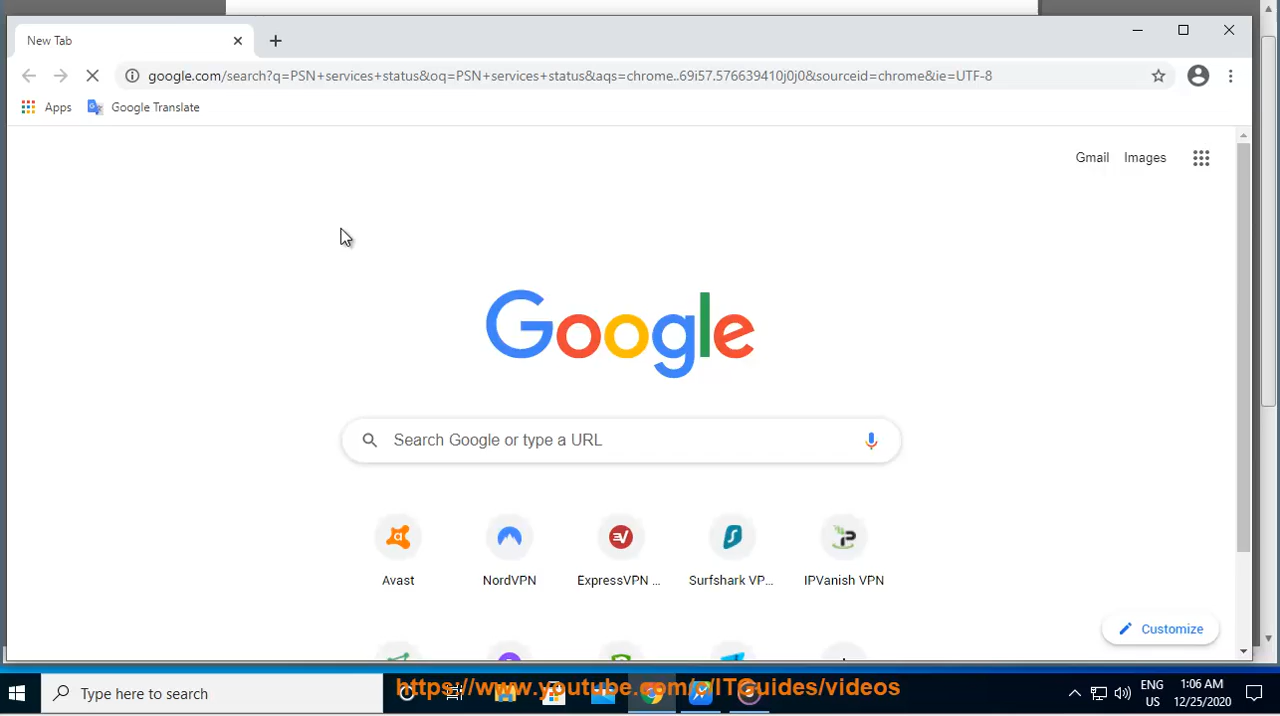 New Tab
google.com/search?q=PSN+services+status&oq=PSN+services+status&aqs=chrome..69i57.577639410j0j0&sourceid=chrome&ie=UTF-8
Apps
Google Translate
Gmail
Images
Google
Search Google or type a URL
Avast
NordVPN
ExpressVPN ...
Surfshark VP...
IPVanish VPN
Customize
Type here to search
https://www.youtube.com/c/ITGuides/videos
ENG
US
1:06 AM
12/25/2020